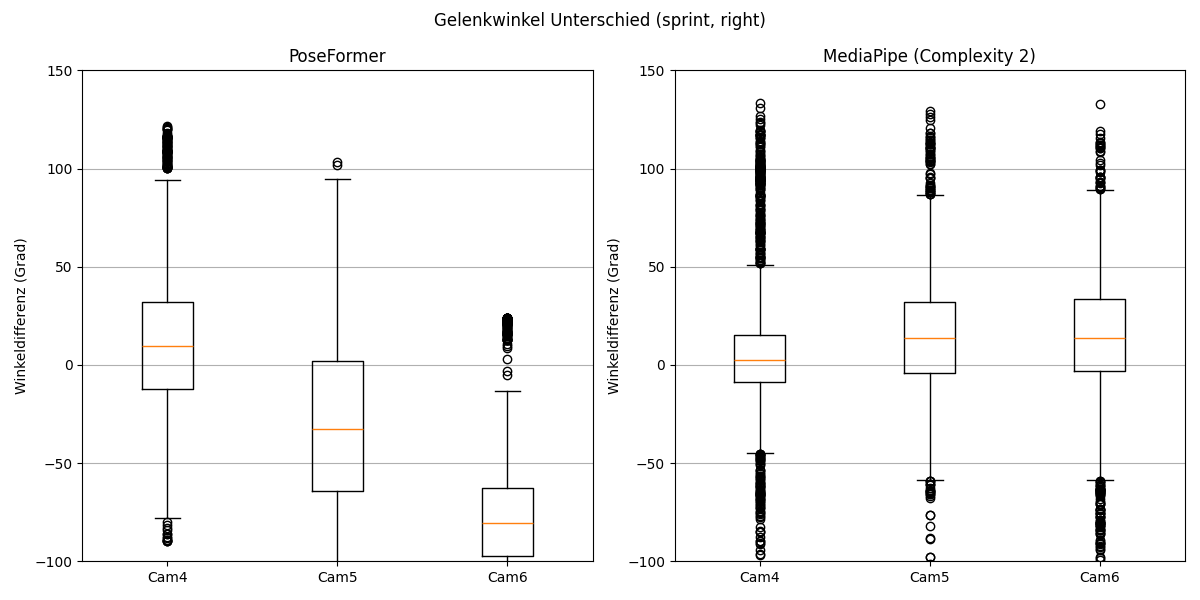 Gelenkwinkel Unterschied (sprint, right)
PoseFormer
Winkeldifferenz (Grad)
150
100
50
0
−50
−100
Cam4 Cam5 Cam6
MediaPipe (Complexity 2)
Winkeldifferenz (Grad)
150
100
50
0
−50
−100
Cam4 Cam5 Cam6